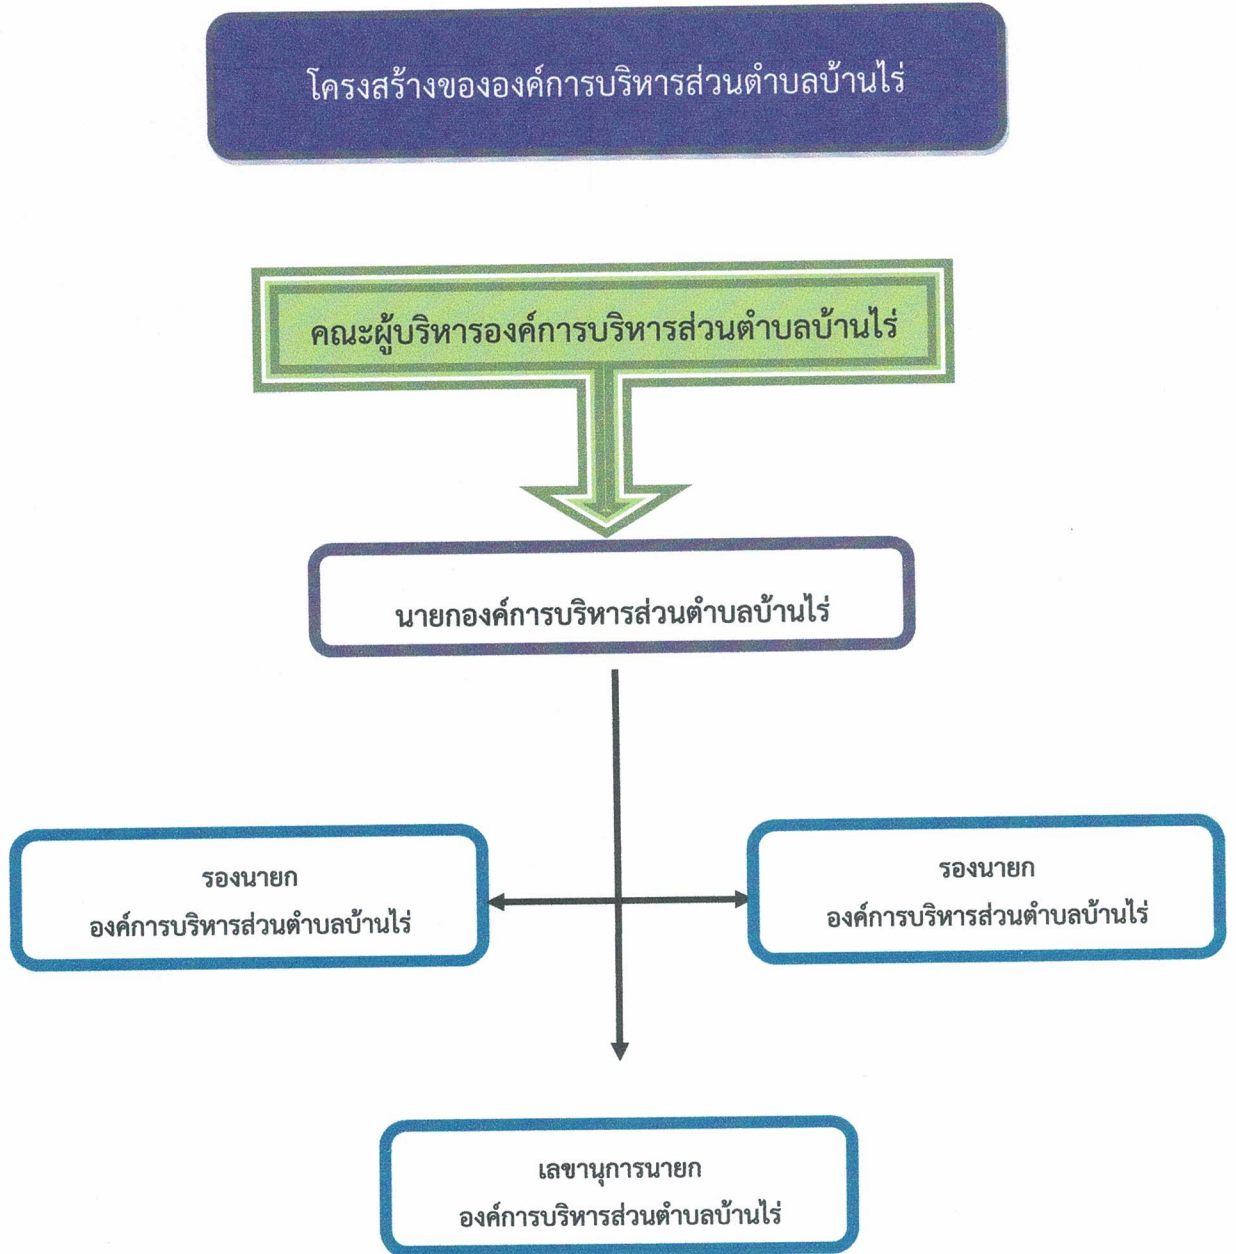 โครงสร้างขององค์การบริหารส่วนตำบลบ้านไร่
คณะผู้บริหารองค์การบริหารส่วนตำบลบ้านไร่
นายกองค์การบริหารส่วนตำบลบ้านไร่
รองนายก
องค์การบริหารส่วนตำบลบ้านไร่
รองนายก
องค์การบริหารส่วนตำบลบ้านไร่
เลขานุการนายก
องค์การบริหารส่วนตำบลบ้านไร่